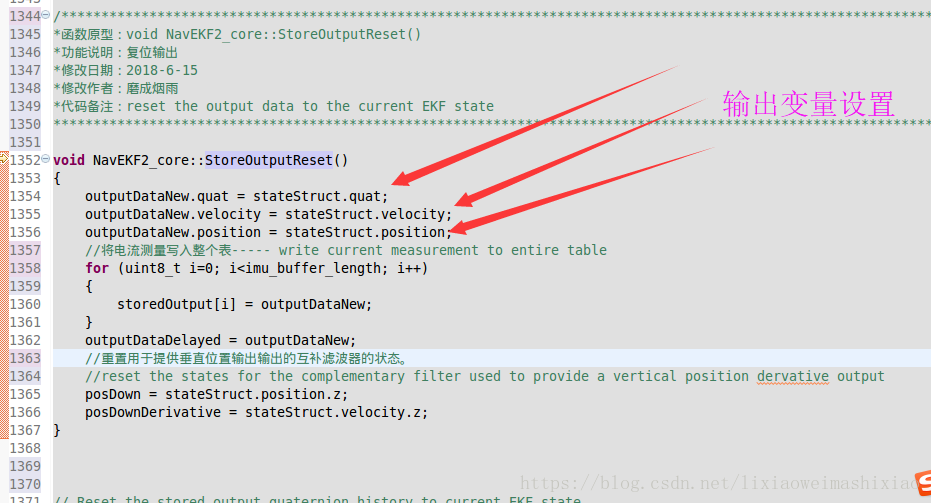 1344 /******************************************************************************************************************
1345 *函数原型：void NavEKF2_core::StoreOutputReset()
1346 *功能说明：复位输出
1347 *修改日期：2018-6-15
1348 *修改作者：磨成烟雨
1349 *代码备注：reset the output data to the current EKF state
1350 *******************************************************************************************************************
输出变量设置
1351
1352 void NavEKF2_core::StoreOutputReset()
1353 {
1354 outputDataNew.quat = stateStruct.quat;
1355 outputDataNew.velocity = stateStruct.velocity;
1356 outputDataNew.position = stateStruct.position;
1357 //将电流测量写入整个表----- write current measurement to entire table
1358 for (uint8_t i=0; i<imu_buffer_length; i++)
1359 {
1360 storedOutput[i] = outputDataNew;
1361 }
1362 outputDataDelayed = outputDataNew;
1363 //重置用于提供垂直位置输出输出的互补滤波器的状态。
1364 //reset the states for the complementary filter used to provide a vertical position dervative output
1365 posDown = stateStruct.position.z;
1366 posDownDerivative = stateStruct.velocity.z;
1367 }
1368
1369
1370
https://blog.csdn.net/lixiaoweimashixiao
1371 // Reset the stored output quaternion history to current EKF state